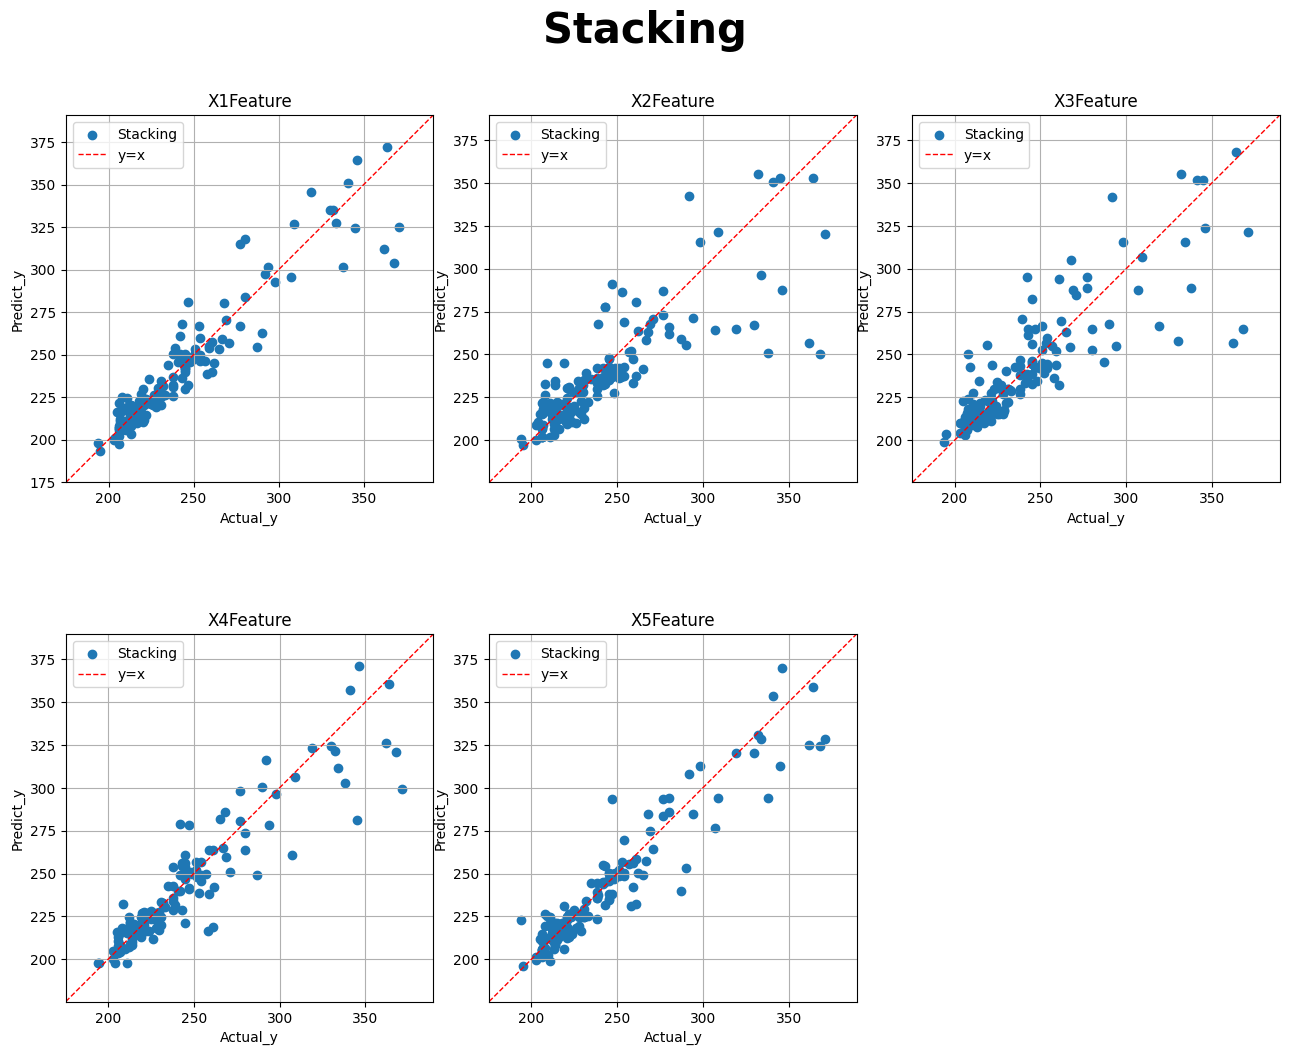 Stacking
X1Feature
Stacking
y=x
Predict_y
375
350
325
300
275
250
225
200
175
200 250 300 350
Actual_y
X2Feature
Stacking
y=x
Predict_y
375
350
325
300
275
250
225
200
200 250 300 350
Actual_y
X3Feature
Stacking
y=x
Predict_y
375
350
325
300
275
250
225
200
200 250 300 350
Actual_y
X4Feature
Stacking
y=x
Predict_y
375
350
325
300
275
250
225
200
200 250 300 350
Actual_y
X5Feature
Stacking
y=x
Predict_y
375
350
325
300
275
250
225
200
200 250 300 350
Actual_y